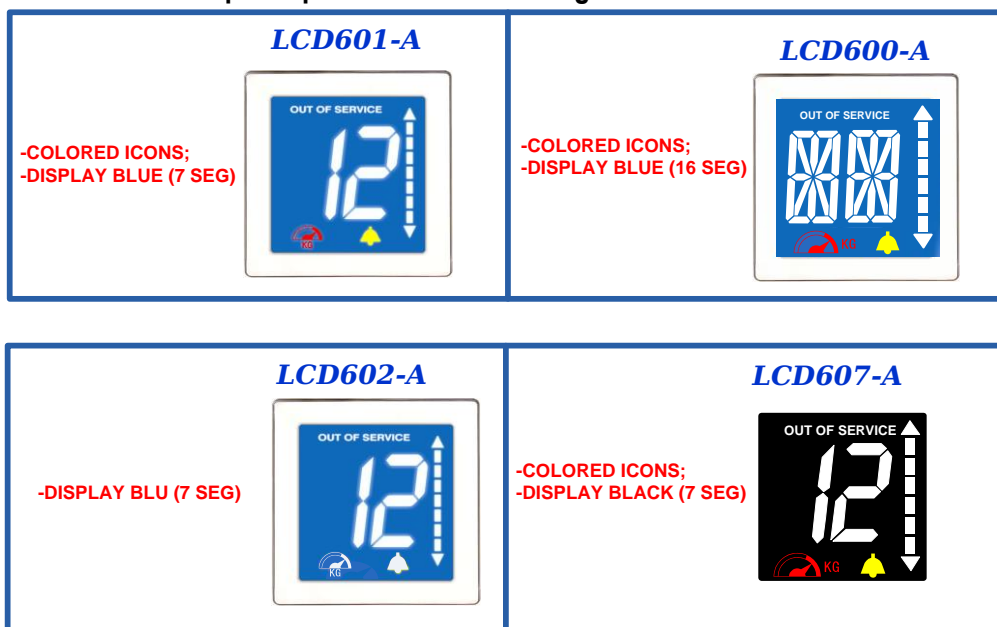 LCD601-A
OUT OF SERVICE
-COLORED ICONS;
-DISPLAY BLUE (7 SEG)
12
KG
LCD600-A
OUT OF SERVICE
-COLORED ICONS;
-DISPLAY BLUE (16 SEG)
KG
LCD602-A
OUT OF SERVICE
-DISPLAY BLU (7 SEG)
12
KG
LCD607-A
OUT OF SERVICE
-COLORED ICONS;
-DISPLAY BLACK (7 SEG)
12
KG